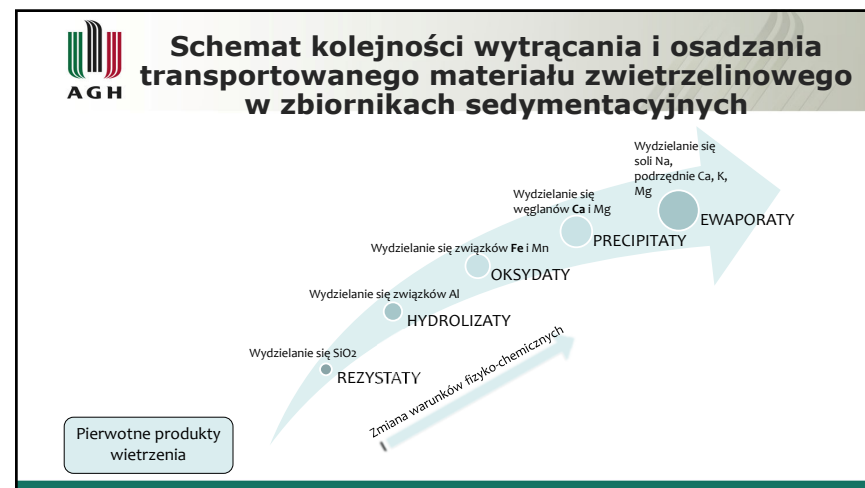 AGH
Schemat kolejności wytrącania i osadzania
transportowanego materiału zwietrzelinowego
w zbiornikach sedymentacyjnych
Wydzielanie się
soli Na,
podrzędnie Ca, K,
Mg
EWAPORATY
Wydzielanie się
węglanów Ca i Mg
PRECIPITATY
Wydzielanie się związków Fe i Mn
OKSYDATY
Wydzielanie się związków Al
HYDROLIZATY
Wydzielanie się SiO2
REZYSTATY
Zmiana warunków fizyko-chemicznych
Pierwotne produkty
wietrzenia